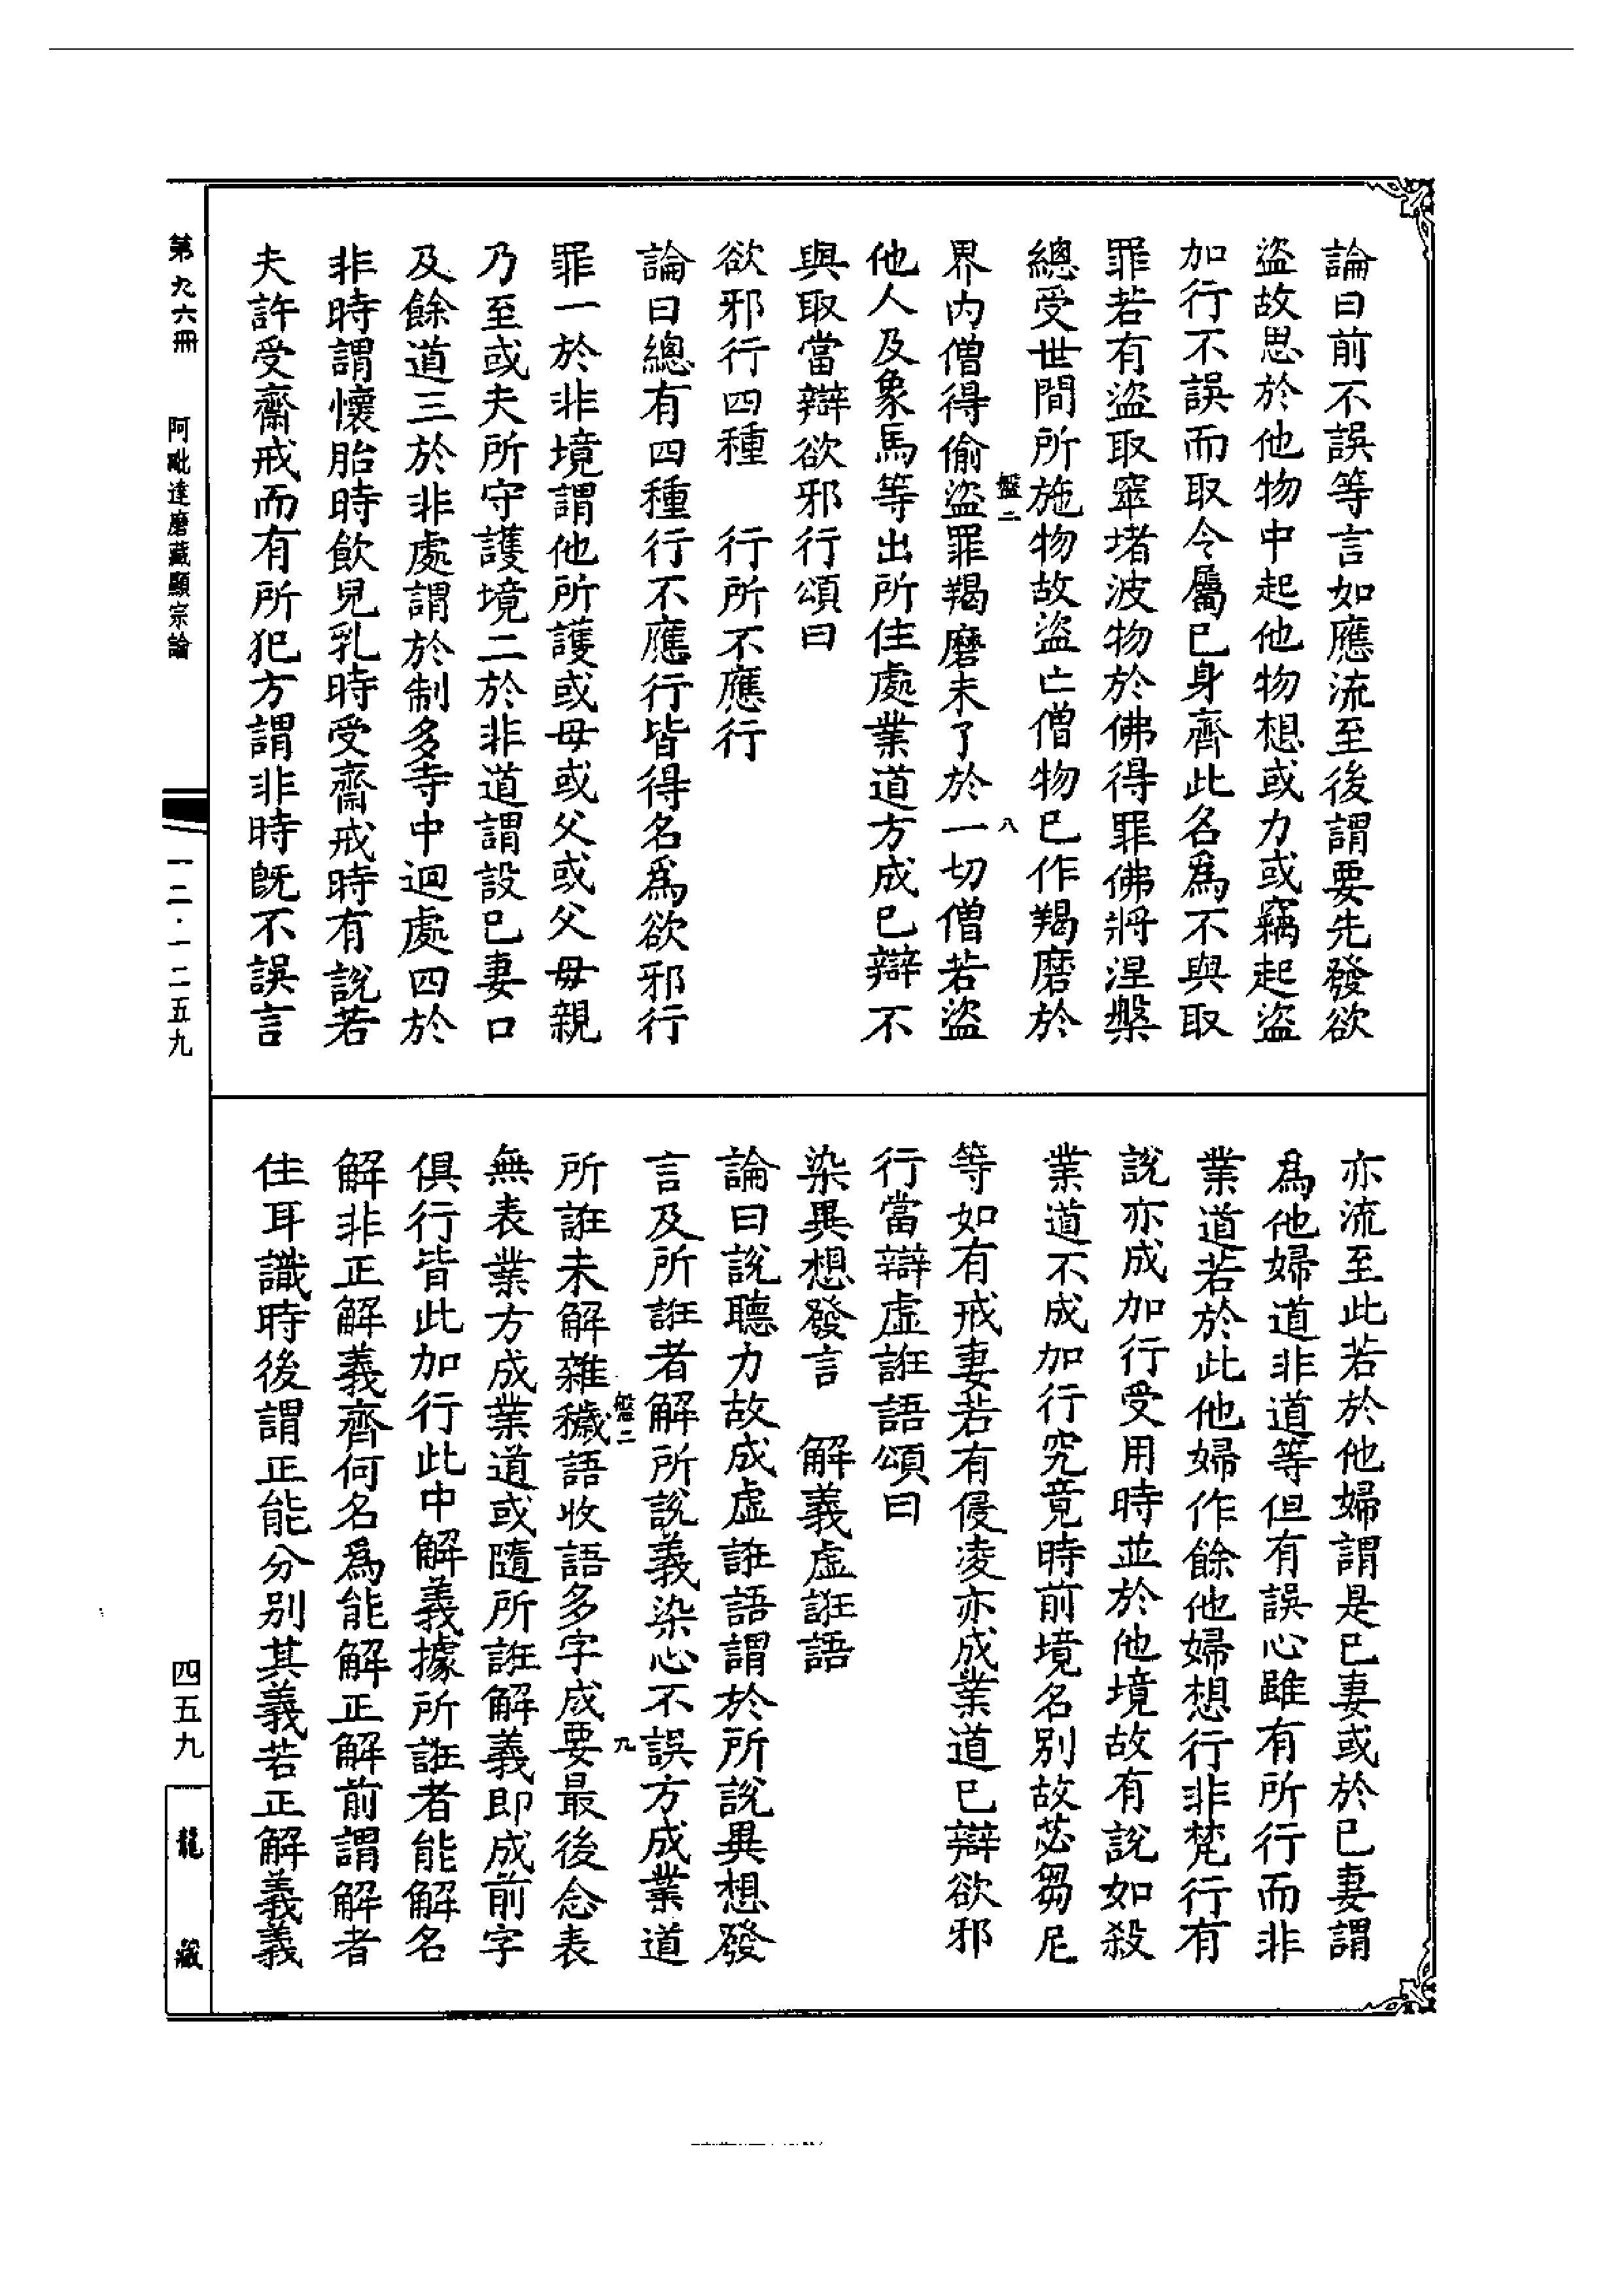 論曰前不誤等言如應流至後謂要先發欲
盜故思於他物中起他物想或力或竊起盜
加行不誤而取令屬已身齊此名爲不與取
罪若有盜取窣堵波物於佛得罪佛將涅槃
總受世間所施物故盜亡僧物已作羯磨於
界內僧得偷盜罪羯磨未了於一切僧若盜
盤二
八
他人及象馬等出所住處業道方成已辯不
與取當辯欲邪行頌曰
欲邪行四種　行所不應行
論曰總有四種行不應行皆得名爲欲邪行
罪一於非境謂他所護或母或父或父母親
乃至或夫所守護境二於非道謂設已妻口
及餘道三於非處謂於制多寺中迥處四於
非時謂懷胎時飲兒乳時受齋戒時有說若
夫許受齋戒而有所犯方謂非時旣不誤言
亦流至此若於他婦謂是已妻或於已妻謂
爲他婦道非道等但有誤心雖有所行而非
業道若於此他婦作餘他婦想行非梵行有
說亦成加行受用時並於他境故有說如殺
業道不成加行究竟時前境名別故苾芻尼
等如有戒妻若有侵凌亦成業道已辯欲邪
行當辯虛誑語頌曰
染異想發言　解義虛誑語
論曰說聽力故成虛誑語謂於所說異想發
言及所誑者解所說義染心不誤方成業道
盤二
九
所誑未解雜穢語收語多字成要最後念表
無表業方成業道或隨所誑解義即成前字
俱行皆此加行此中解義據所誑者能解名
解非正解義齊何名爲能解正解前謂解者
住耳識時後謂正能分別其義若正解義義
第九六冊　阿毗達磨藏顯宗論
一二·一二五九
四五九
龍藏